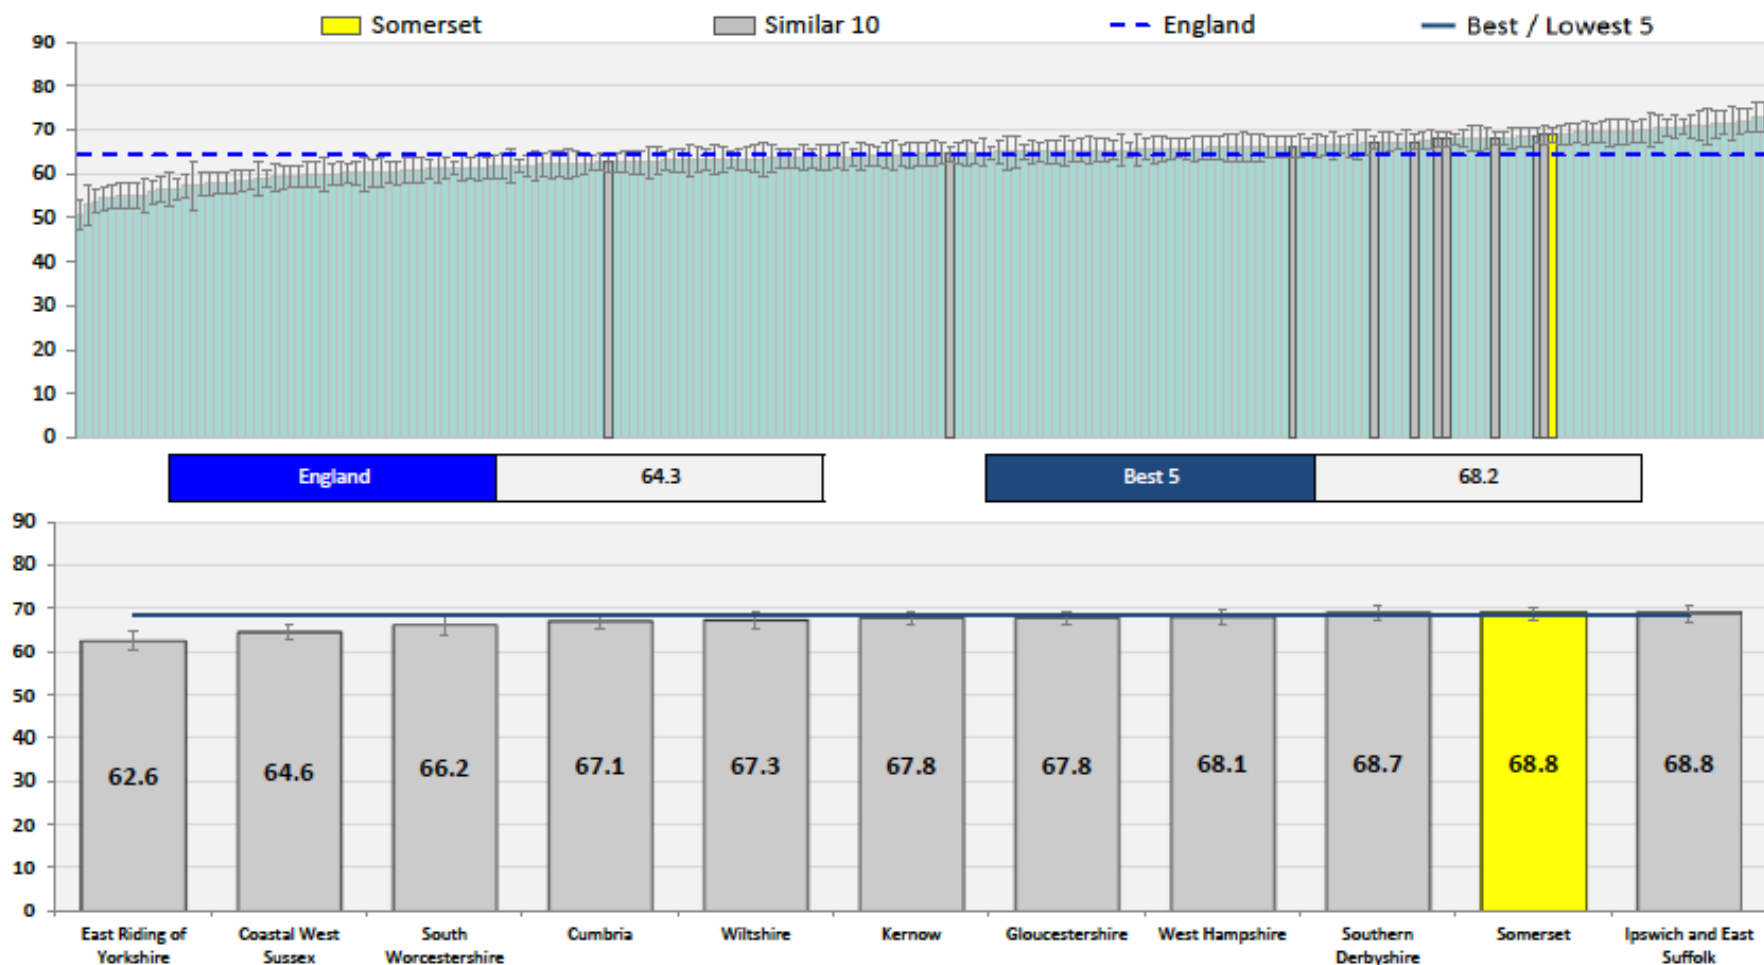 Somerset
Similar 10
England
Best / Lowest 5
90
80
70
60
50
40
30
20
10
0
England 64.3
Best 5 68.2
90
80
70
60
50
40
30
20
10
0
62.6 64.6 66.2 67.1 67.3 67.8 67.8 68.1 68.7 68.8 68.8
East Riding of
Yorkshire
Coastal West
Sussex
South
Worcestershire
Cumbria
Wiltshire
Kernow
Gloucestershire
West Hampshire
Southern
Derbyshire
Somerset
Ipswich and East
Suffolk